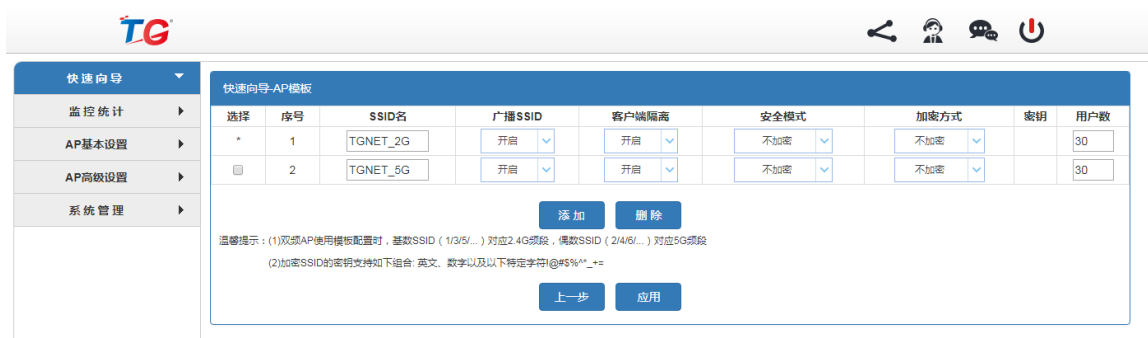 TG
快速向导
监控统计
AP基本设置
AP高级设置
系统管理
快速向导-AP模板
选择 序号 SSID名 广播SSID 客户端隔离 安全模式 加密方式 密钥 用户数
* 1 TGNET_2G 开启 开启 不加密 不加密 30
2 TGNET_5G 开启 开启 不加密 不加密 30
添加 删除
温馨提示：(1)双频AP使用模板配置时，基数SSID（1/3/5/...）对应2.4G频段，偶数SSID（2/4/6/...）对应5G频段
(2)加密SSID的密钥支持如下组合: 英文、数字以及以下特定字符!@#$%^*_+=
上一步 应用